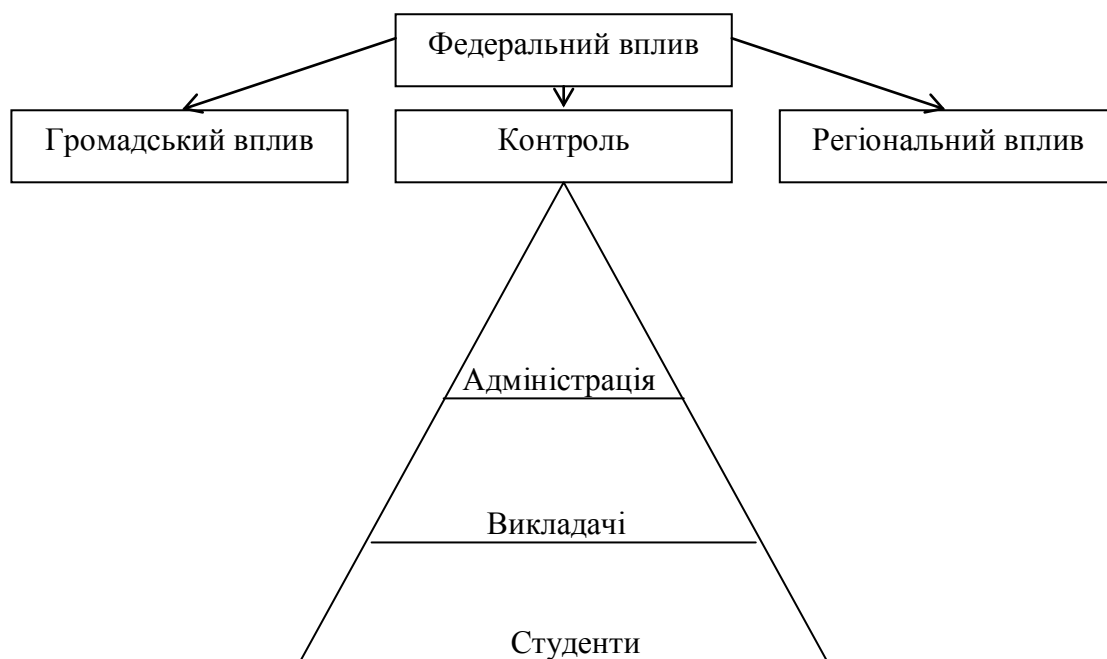 Федеральний вплив
Громадський вплив
Контроль
Регіональний вплив
Адміністрація
Викладачі
Студенти